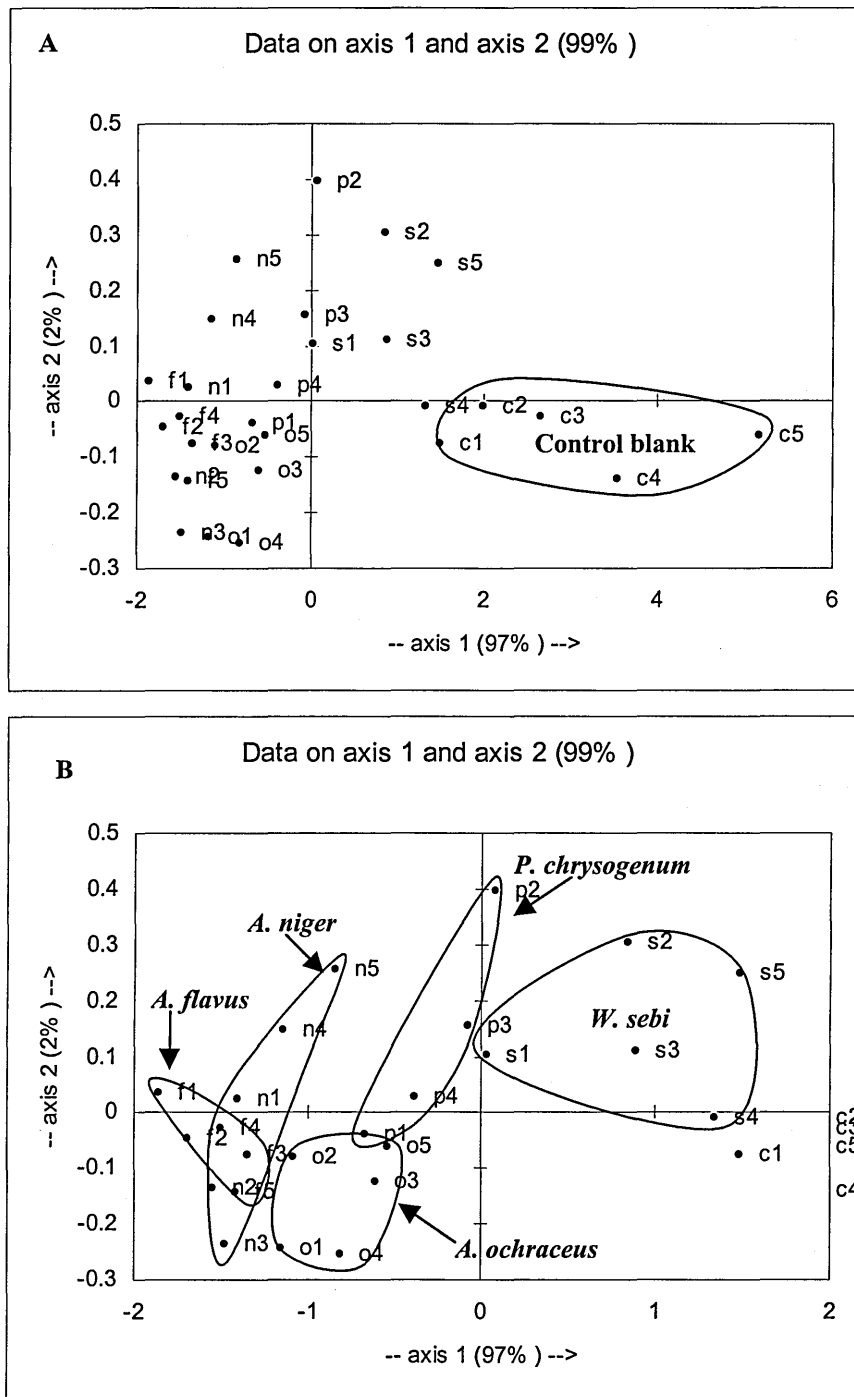 A
Data on axis 1 and axis 2 (99% )
0.5
0.4
0.3
0.2
0.1
0
-0.1
-0.2
-0.3
-- axis 2 (2% ) -->
p2
s2
n5
s5
n4
p3
s1
s3
f1
n1
p4
s4
c2
c3
f4
f2
p1
o5
c1
Control blank
c5
f3
o2
o3
c4
n2
f5
n3
o1
o4
-2
0
2
4
6
-- axis 1 (97% ) -->
B
Data on axis 1 and axis 2 (99% )
0.5
0.4
0.3
0.2
0.1
0
-0.1
-0.2
-0.3
-- axis 2 (2% ) -->
P. chrysogenum
p2
A. niger
s2
n5
s5
A. flavus
n4
p3
W. sebi
s1
s3
f1
n1
p4
s4
c2
c3
f4
f2
p1
o5
c5
f3
o2
c1
o3
n2
f5
c4
n3
o1
o4
A. ochraceus
-2
-1
0
1
2
-- axis 1 (97% ) -->